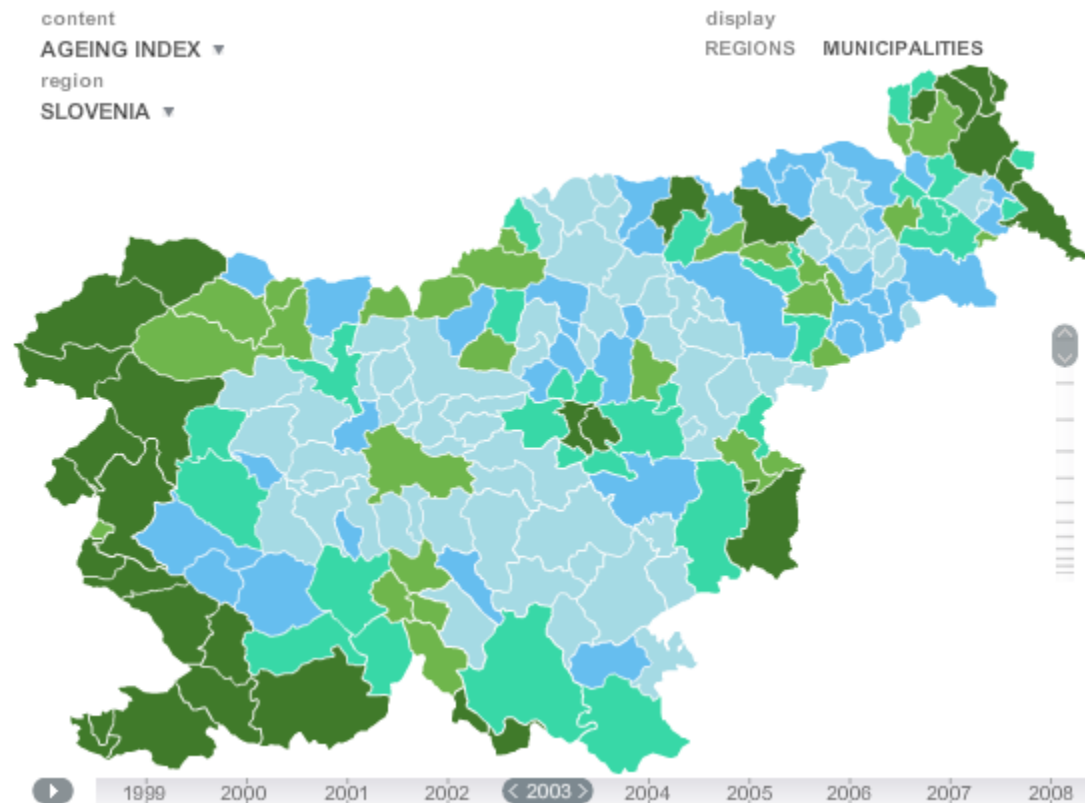 content
AGEING INDEX
region
SLOVENIA
display
REGIONS MUNICIPALITIES
1999 2000 2001 2002 2003 2004 2005 2006 2007 2008